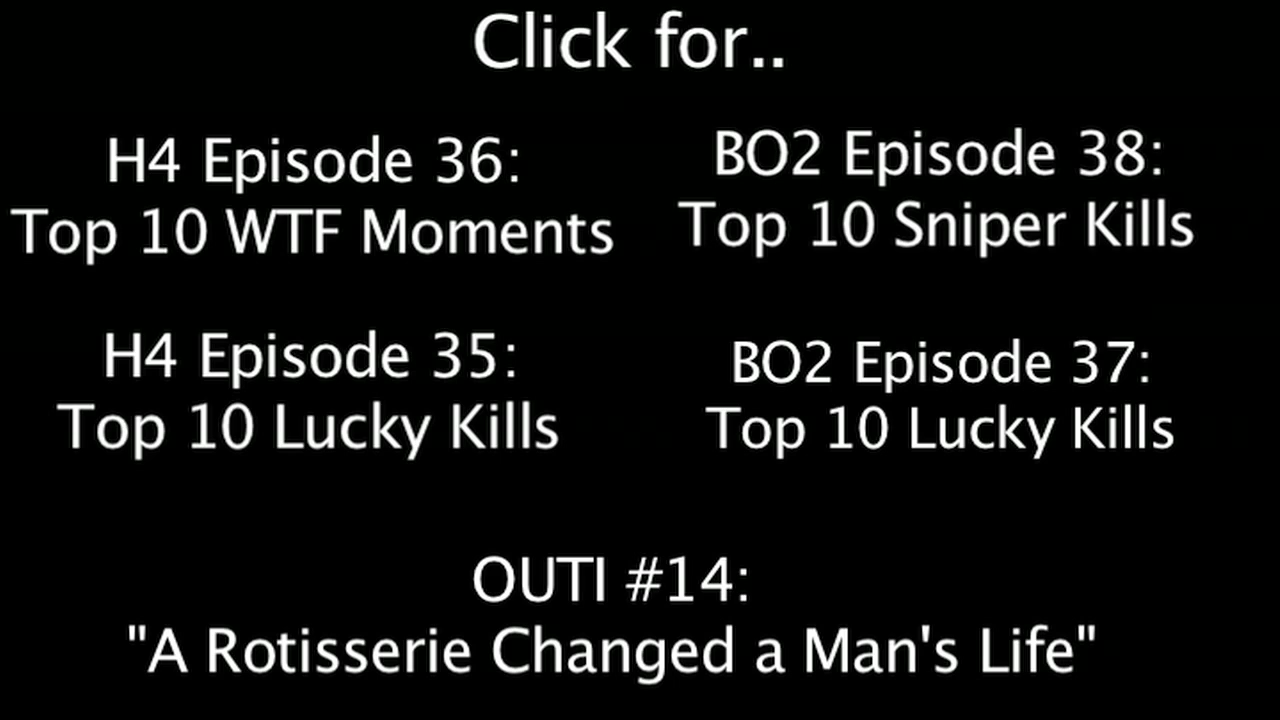 Click for..
H4 Episode 36:
Top 10 WTF Moments
BO2 Episode 38:
Top 10 Sniper Kills
H4 Episode 35:
Top 10 Lucky Kills
BO2 Episode 37:
Top 10 Lucky Kills
OUTI #14:
"A Rotisserie Changed a Man's Life"